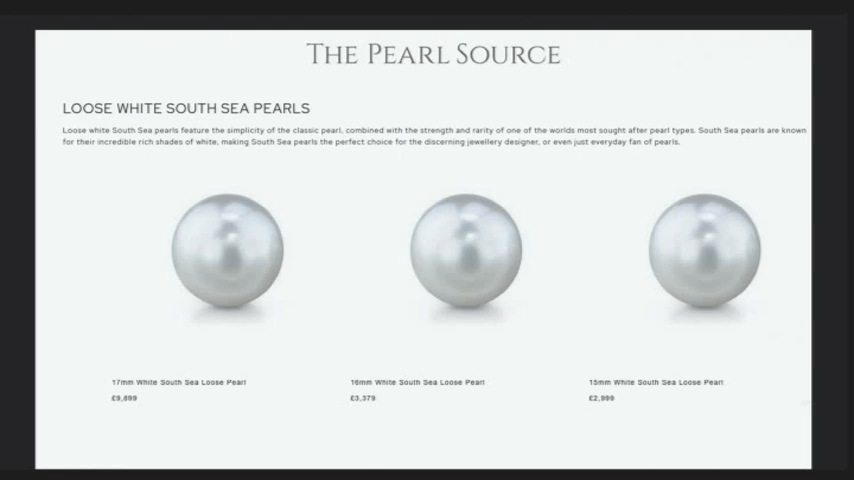 THE PEARL SOURCE
LOOSE WHITE SOUTH SEA PEARLS
Loose white South Sea pearls feature the simplicity of the classic pearl, combined with the strength and rarity of one of the worlds most sought after pearl types. South Sea pearls are known
for their incredible rich shades of white, making South Sea pearls the perfect choice for the discerning jewellery designer, or even just everyday fan of pearls.
17mm White South Sea Loose Pearl
16mm White South Sea Loose Pearl
15mm White South Sea Loose Pearl
£9,899
£3,379
£2,999